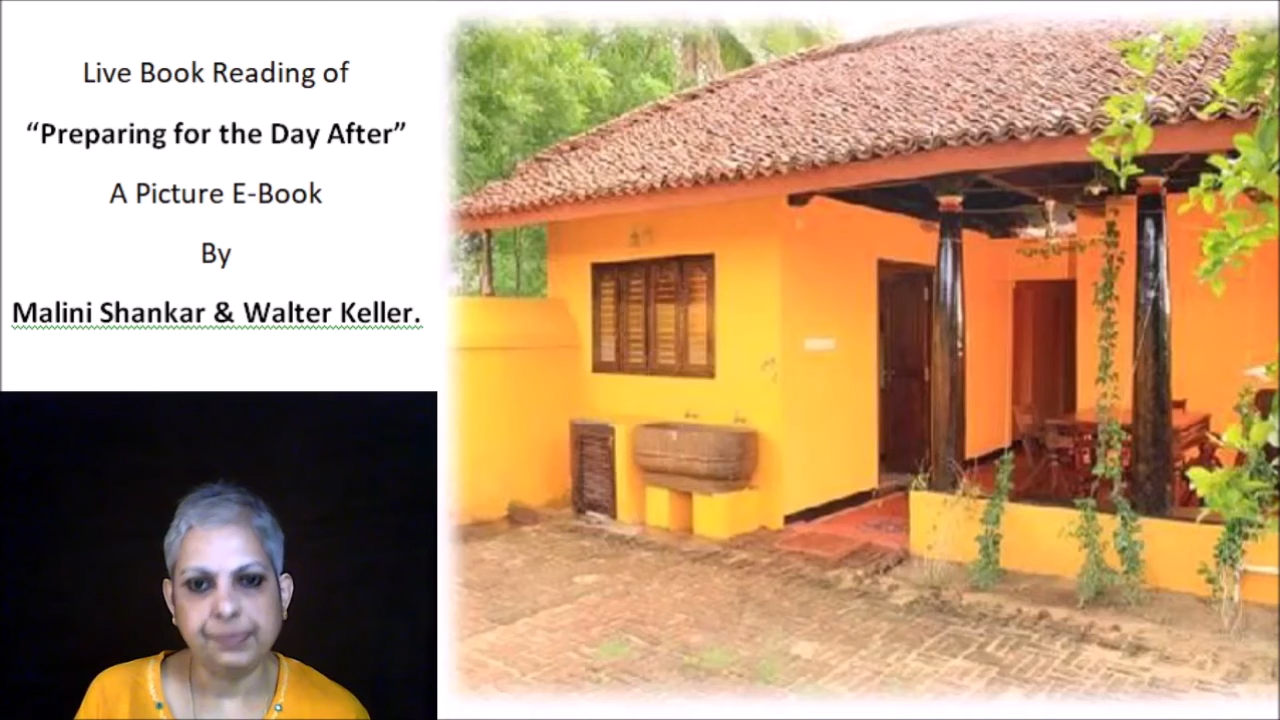 Live Book Reading of
“Preparing for the Day After”
A Picture E-Book
By
Malini Shankar & Walter Keller.